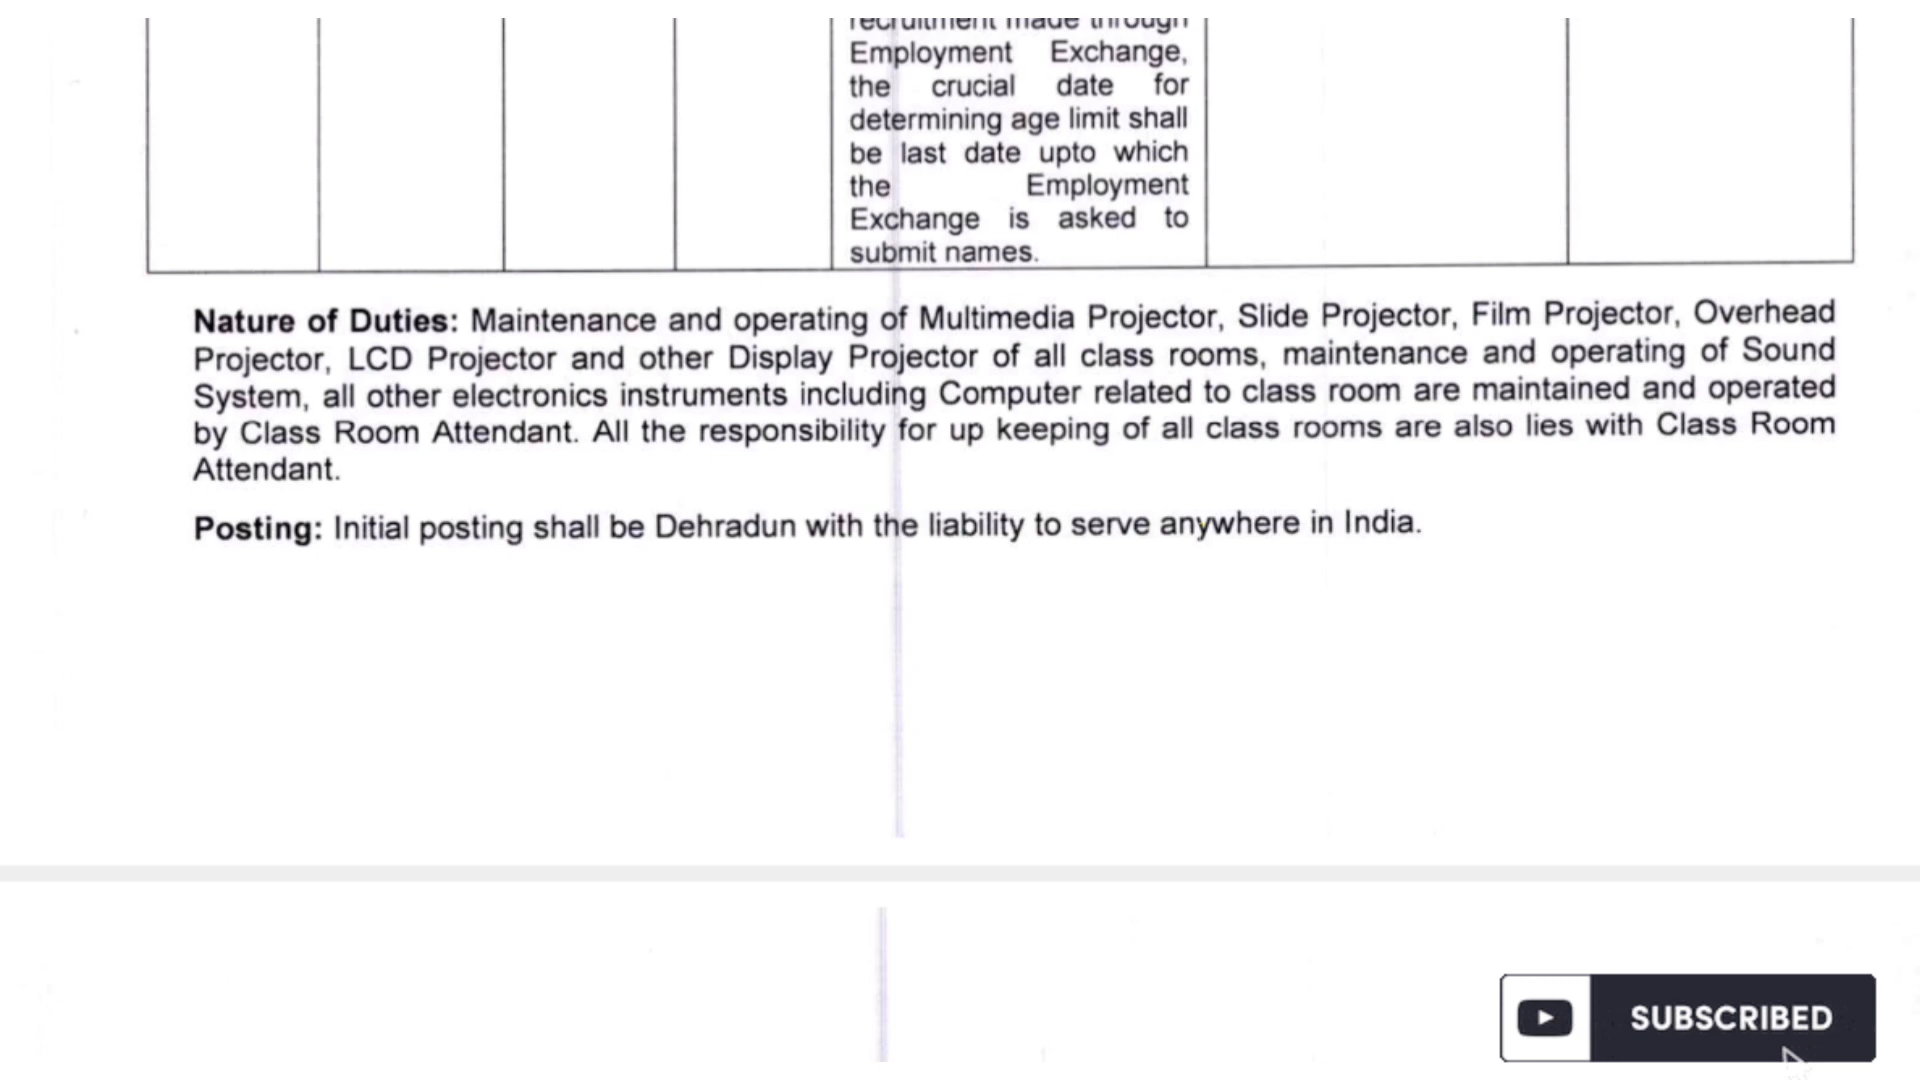 recruitment made through
Employment Exchange,
the crucial date for
determining age limit shall
be last date upto which
the Employment
Exchange is asked to
submit names.
Nature of Duties: Maintenance and operating of Multimedia Projector, Slide Projector, Film Projector, Overhead
Projector, LCD Projector and other Display Projector of all class rooms, maintenance and operating of Sound
System, all other electronics instruments including Computer related to class room are maintained and operated
by Class Room Attendant. All the responsibility for up keeping of all class rooms are also lies with Class Room
Attendant.
Posting: Initial posting shall be Dehradun with the liability to serve anywhere in India.
SUBSCRIBED